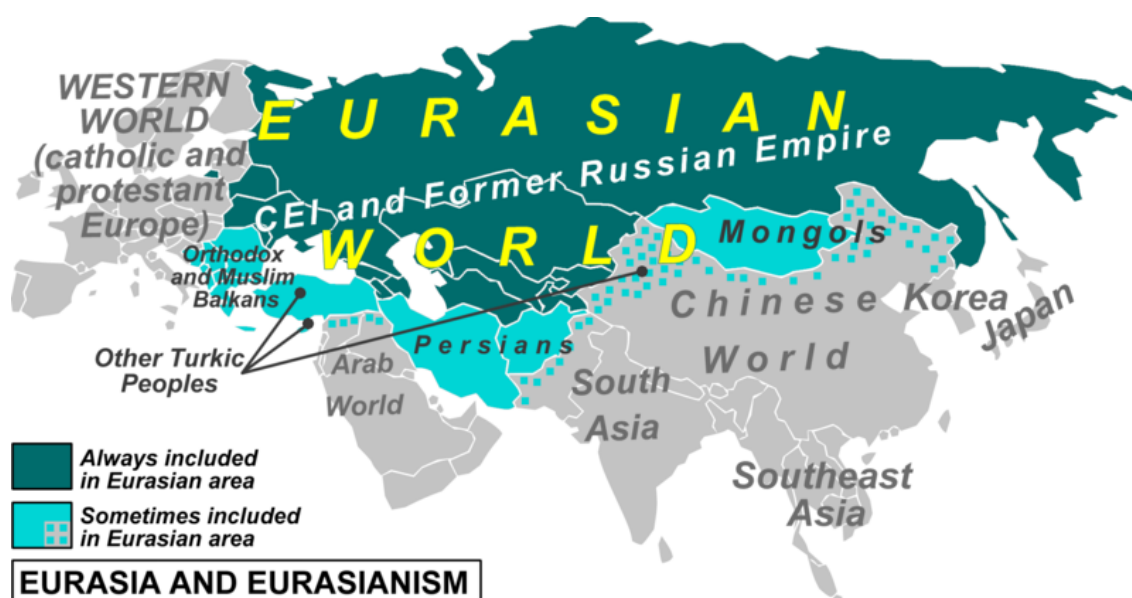 WESTERN
WORLD
(catholic and
protestant
Europe)
EURASIAN
CEI and Former Russian Empire
WORLD
Mongols
Orthodox
and Muslim
Balkans
Chinese
World
Korea
Japan
Persians
Other Turkic
Peoples
Arab
World
South
Asia
Southeast
Asia
Always included
in Eurasian area
Sometimes included
in Eurasian area
EURASIA AND EURASIANISM